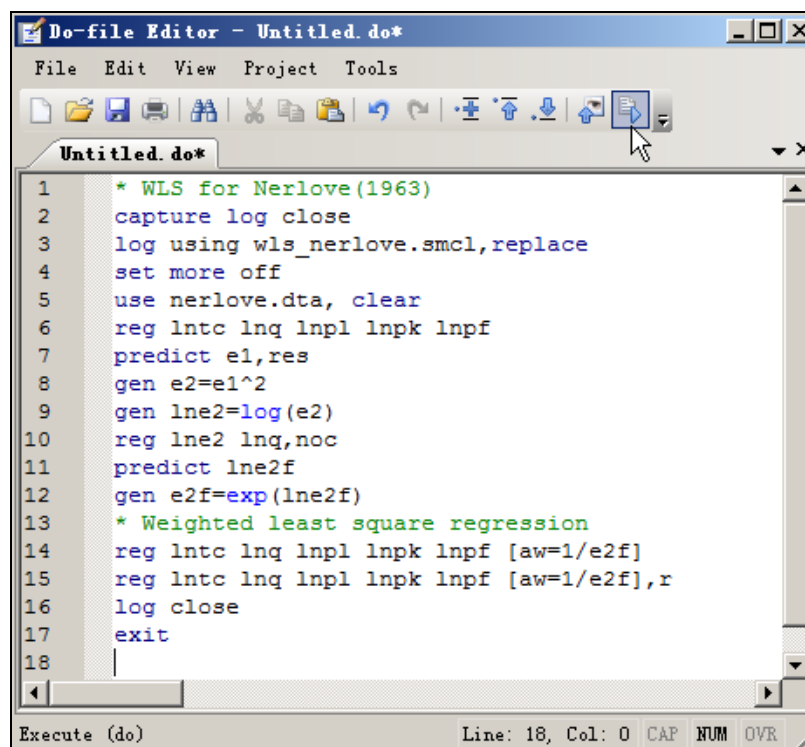 Do-file Editor - Untitled.do*
File Edit View Project Tools
Untitled.do*
1 * WLS for Nerlove(1963)
2 capture log close
3 log using wls_nerlove.smcl,replace
4 set more off
5 use nerlove.dta, clear
6 reg lntc lnq lnpl lnpk lnpf
7 predict e1,res
8 gen e2=e1^2
9 gen lne2=log(e2)
10 reg lne2 lnq,noc
11 predict lne2f
12 gen e2f=exp(lne2f)
13 * Weighted least square regression
14 reg lntc lnq lnpl lnpk lnpf [aw=1/e2f]
15 reg lntc lnq lnpl lnpk lnpf [aw=1/e2f],r
16 log close
17 exit
18
Execute (do) Line: 18, Col: 0 CAP NUM OVR